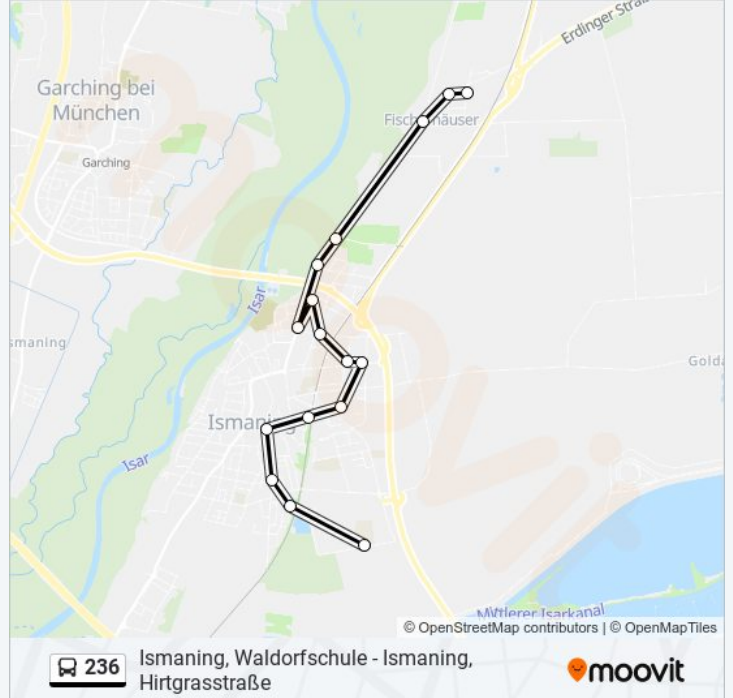 Erdinger Straß
Garching bei
München
Fischerhäuser
Garching
Isar
smaning
Golda
Ismaning
Isar
Mittlerer Isarkanal
© OpenStreetMap contributors | © OpenMapTiles
236
Ismaning, Waldorfschule - Ismaning,
Hirtgrasstraße
moovit